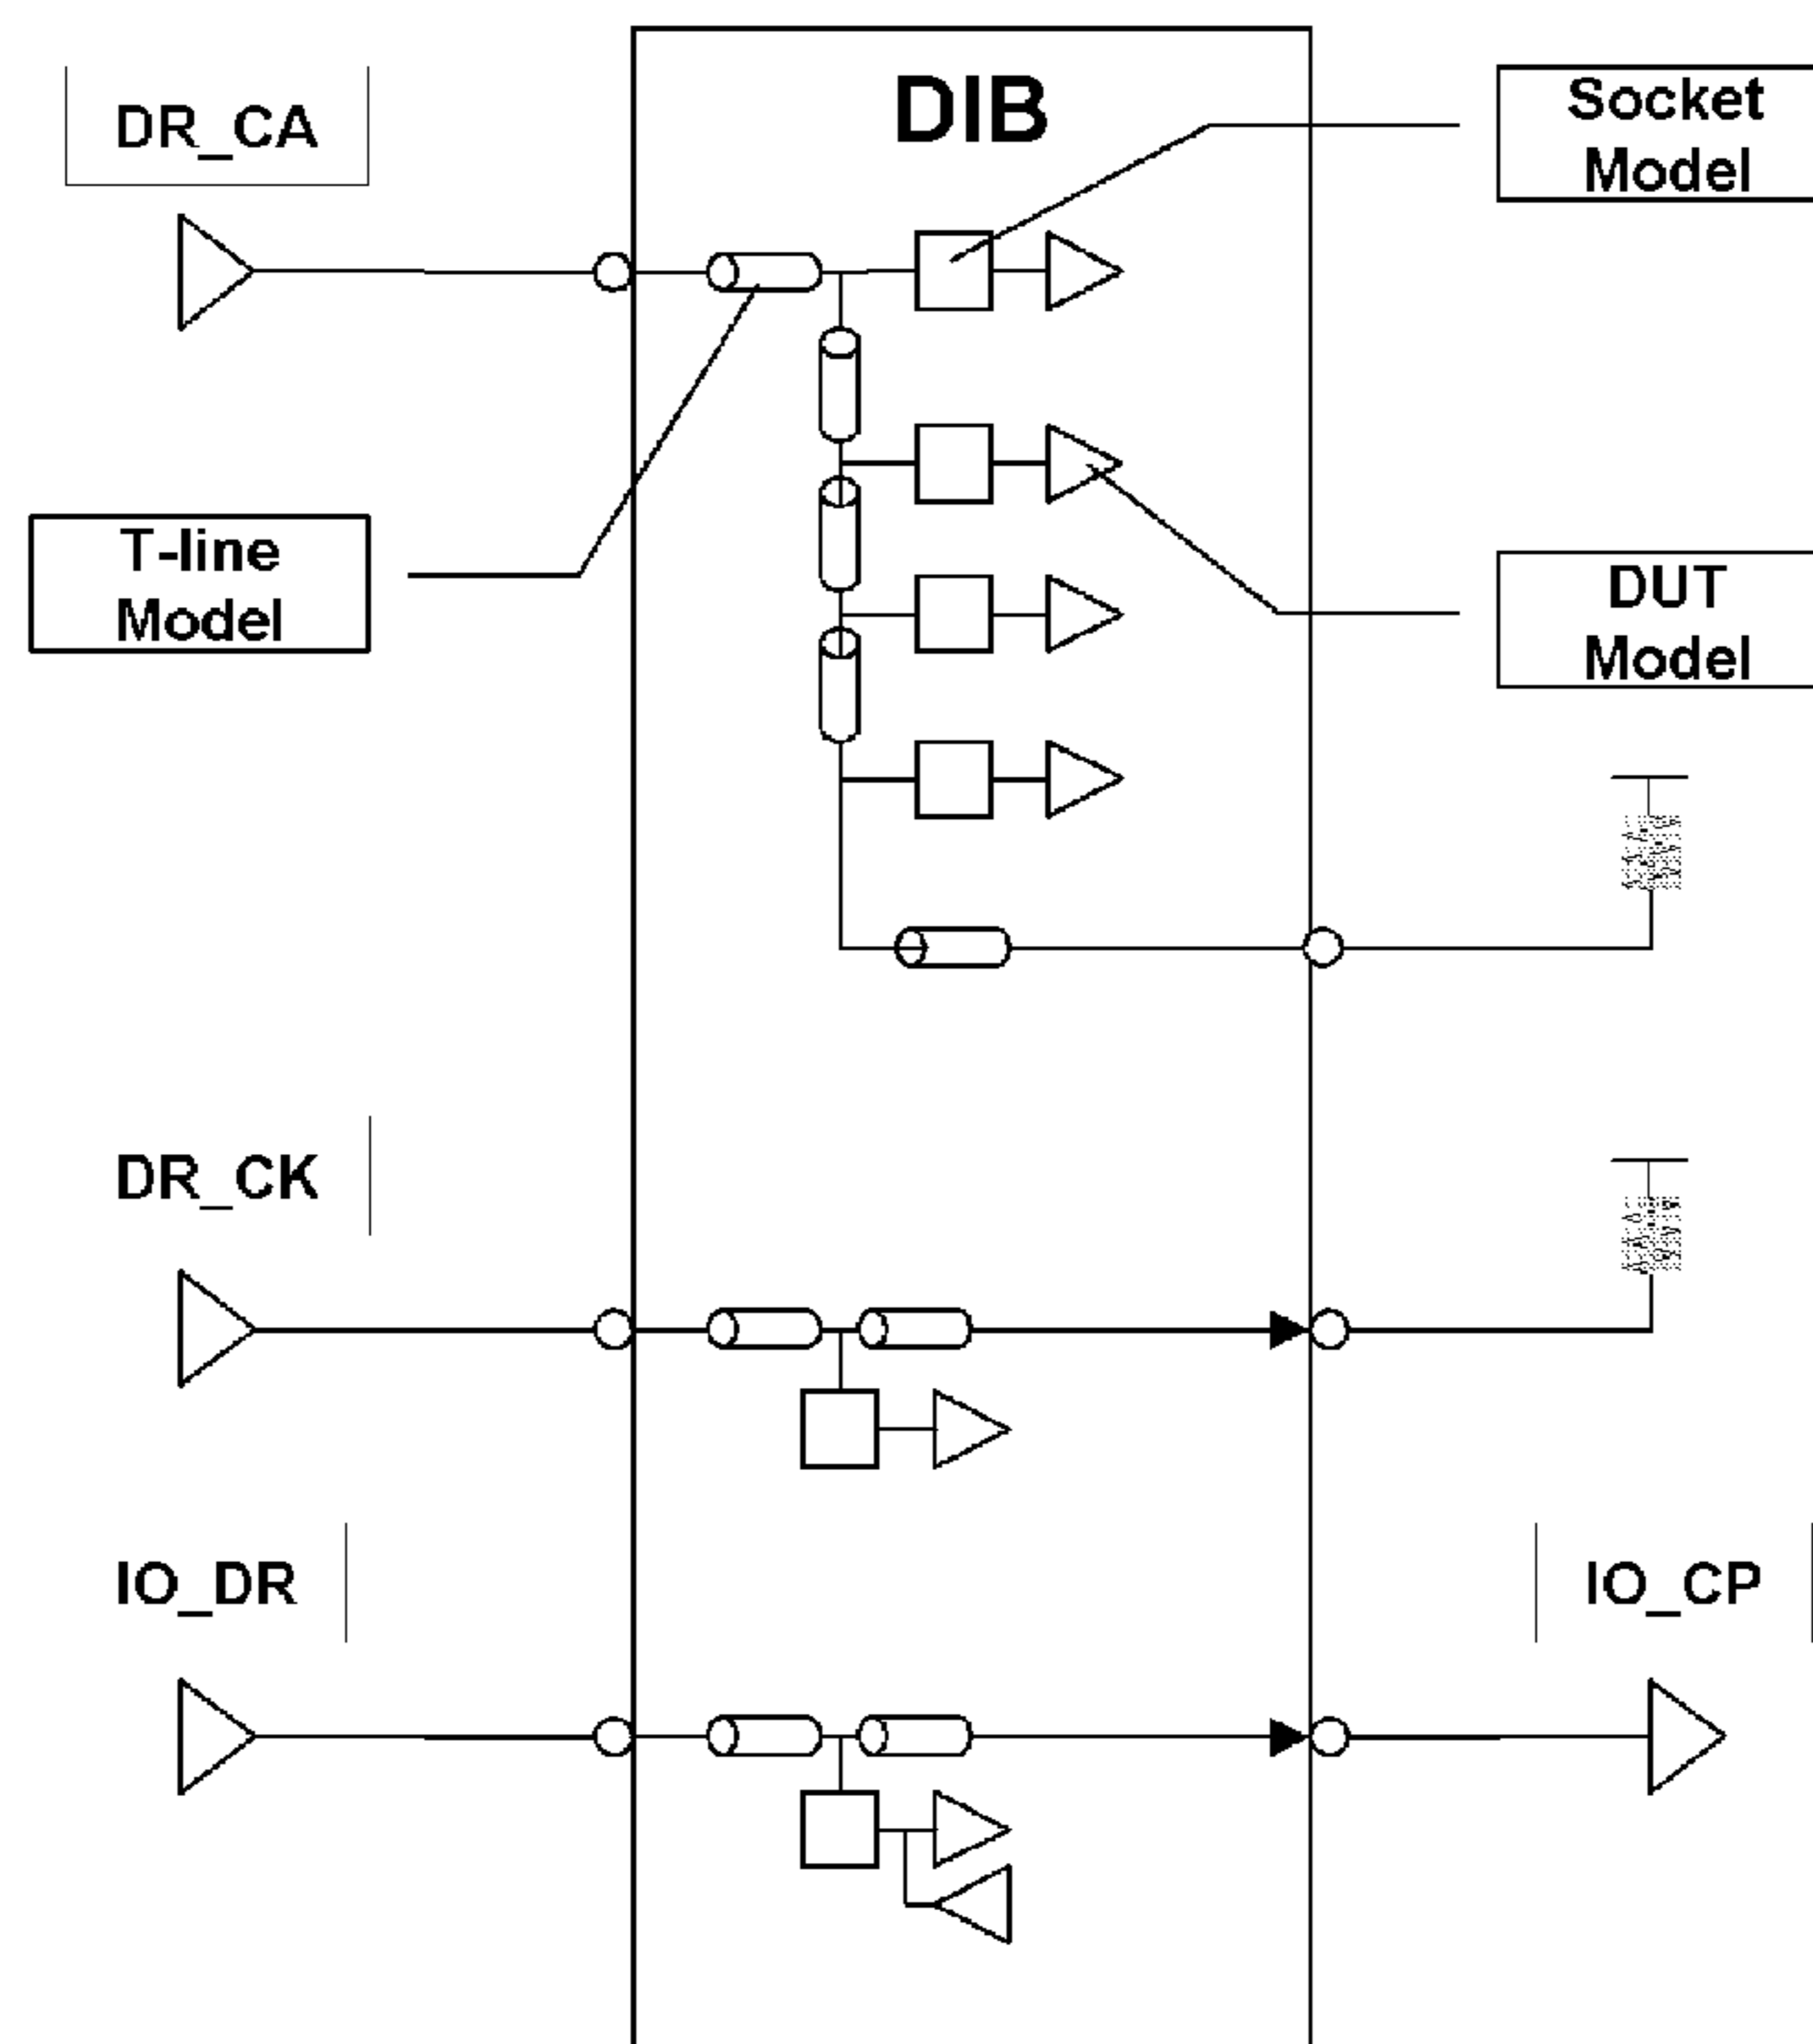 DR_CA
DIB
Socket
Model
T-line
Model
DUT
Model
DR_CK
IO_DR
IO_CP